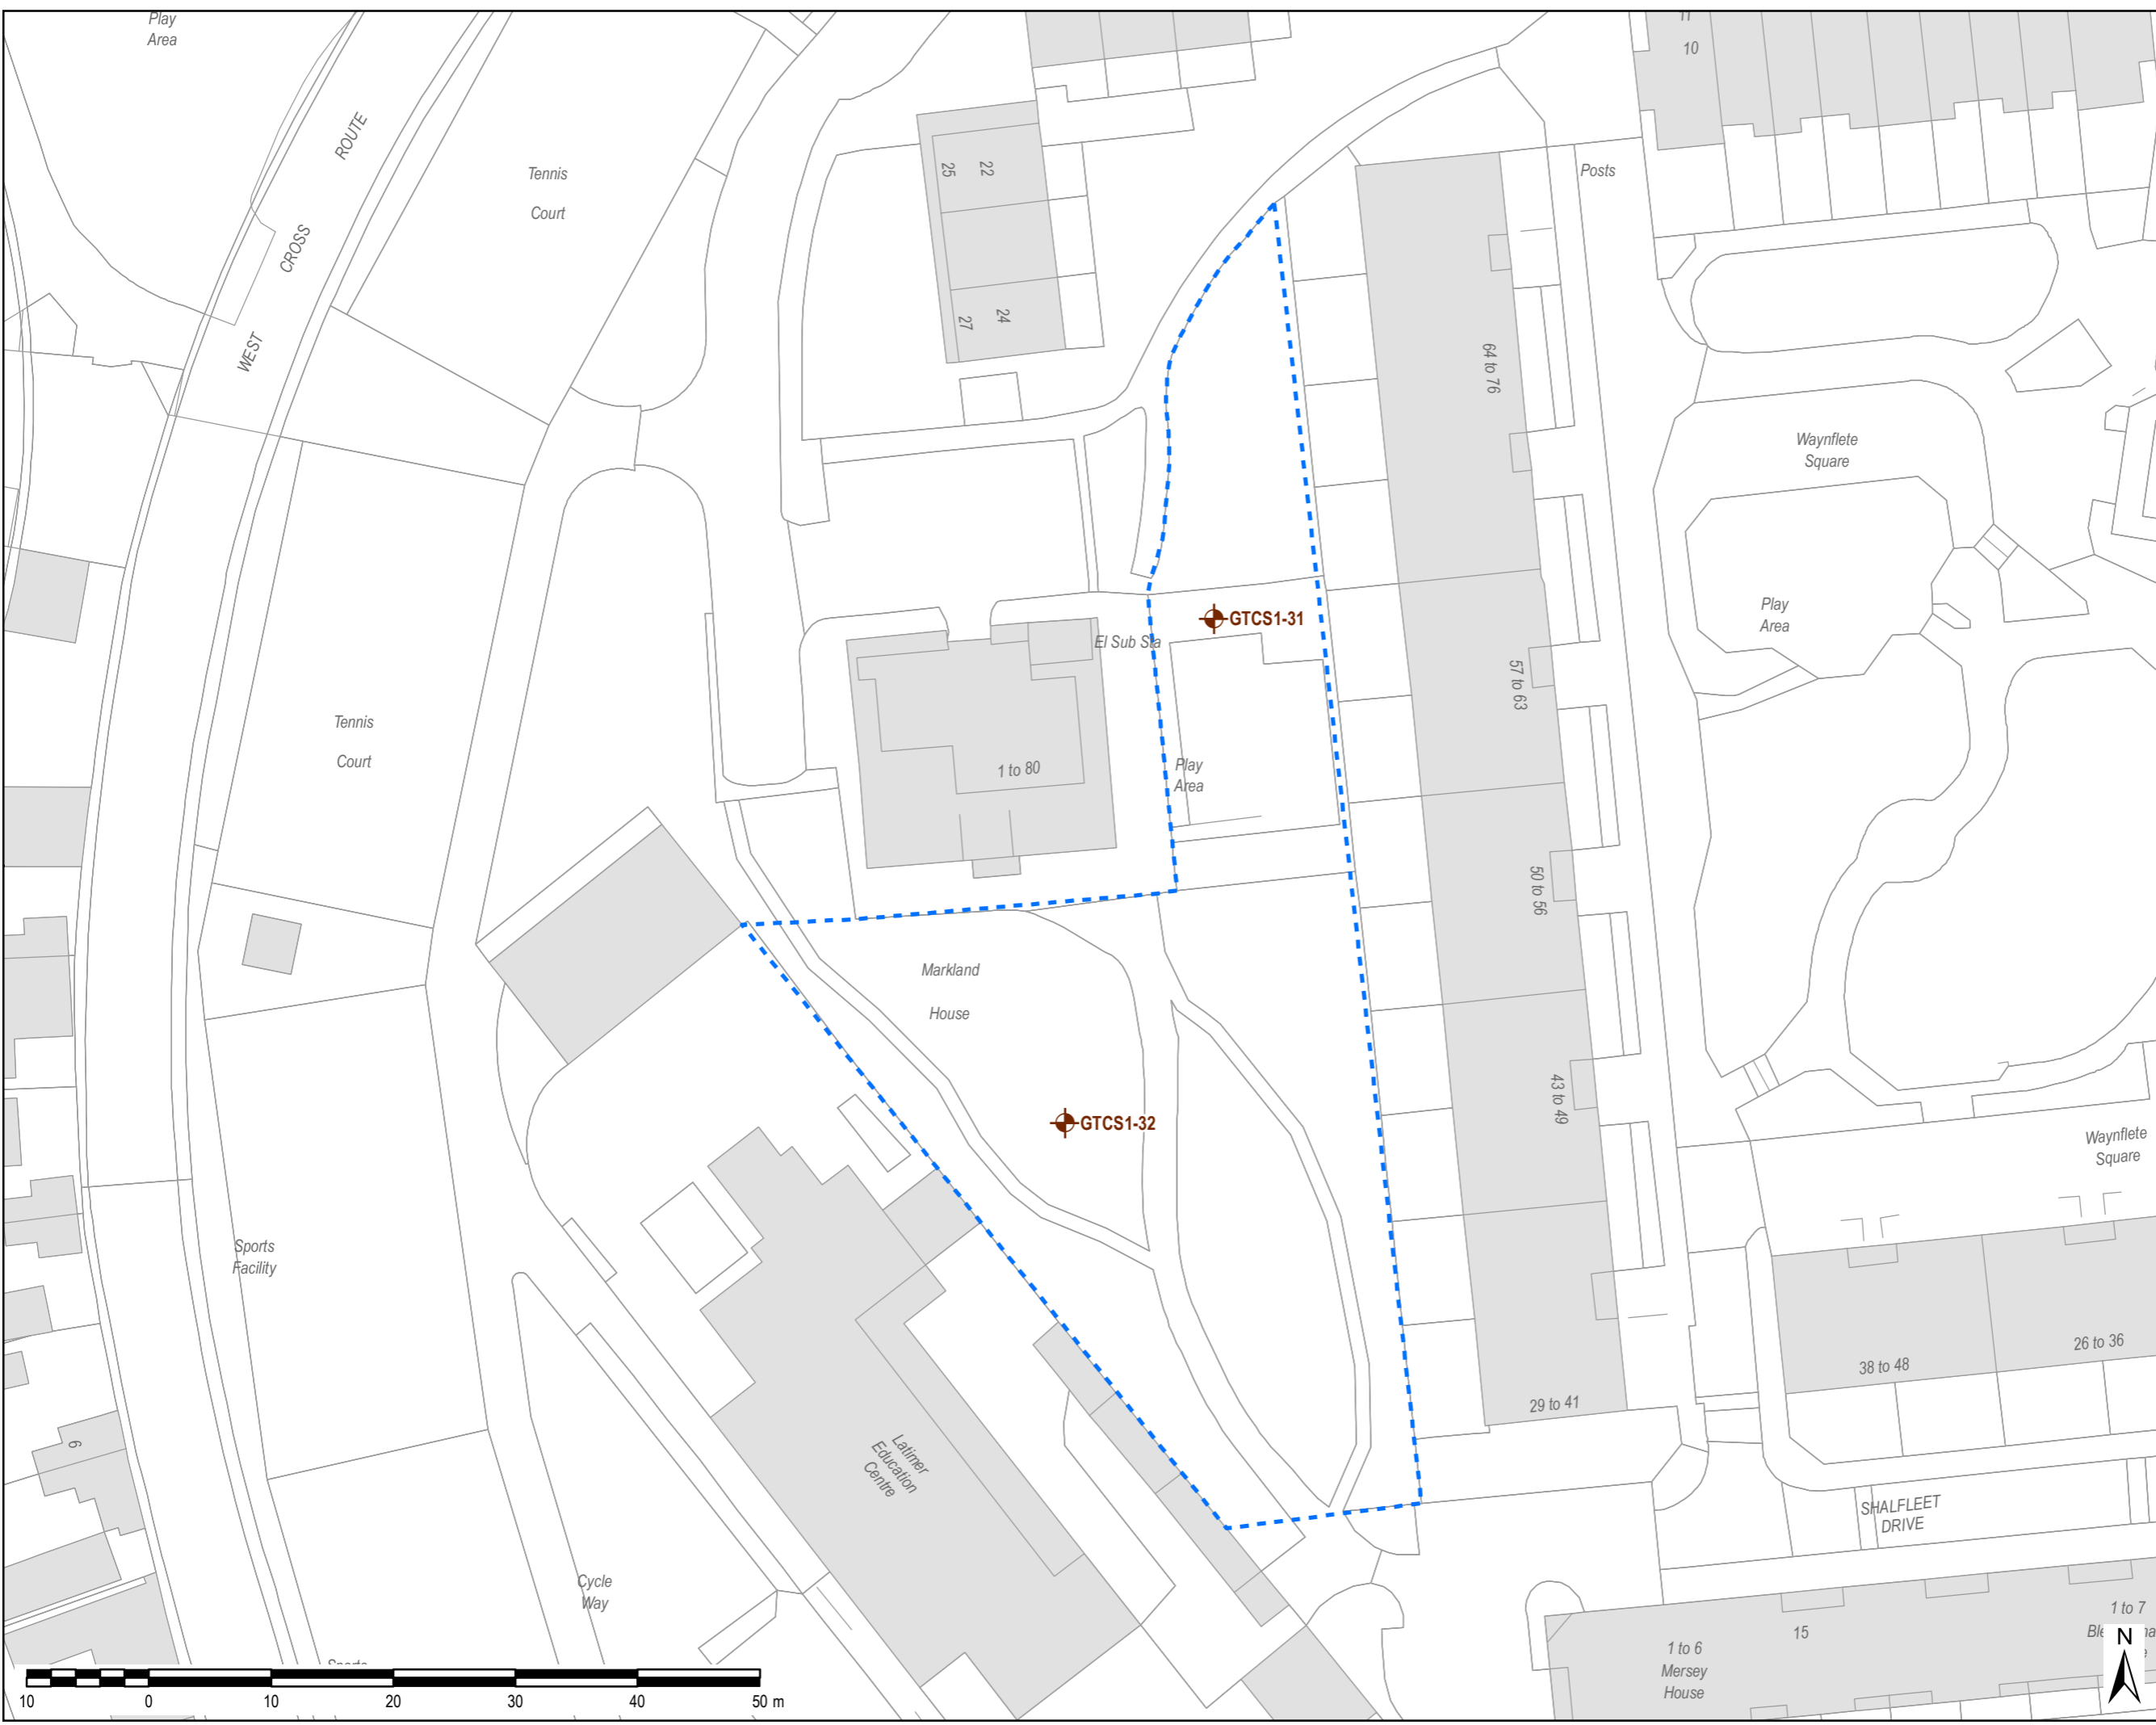 Play
Area
11
10
ROUTE
Tennis
Court
25
22
Posts
CROSS
27
24
WEST
64 to 76
Waynflete
Square
Play
Area
GTCS1-31
El Sub Sta
57 to 63
Tennis
Court
1 to 80
Play
Area
50 to 56
Markland
House
43 to 49
GTCS1-32
Waynflete
Square
Sports
Facility
26 to 36
38 to 48
29 to 41
6
Latimer
Education
Centre
SHALFLEET
DRIVE
Cycle
Way
1 to 7
15
1 to 6
Mersey
House
N
Sports
10 0 10 20 30 40 50 m